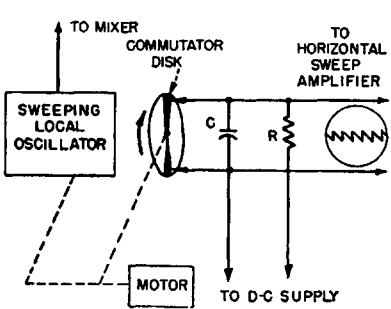 TO MIXER
COMMUTATOR
DISK
TO
HORIZONTAL
SWEEP
AMPLIFIER
SWEEPING
LOCAL
OSCILLATOR
C
R
MOTOR
TO D-C SUPPLY